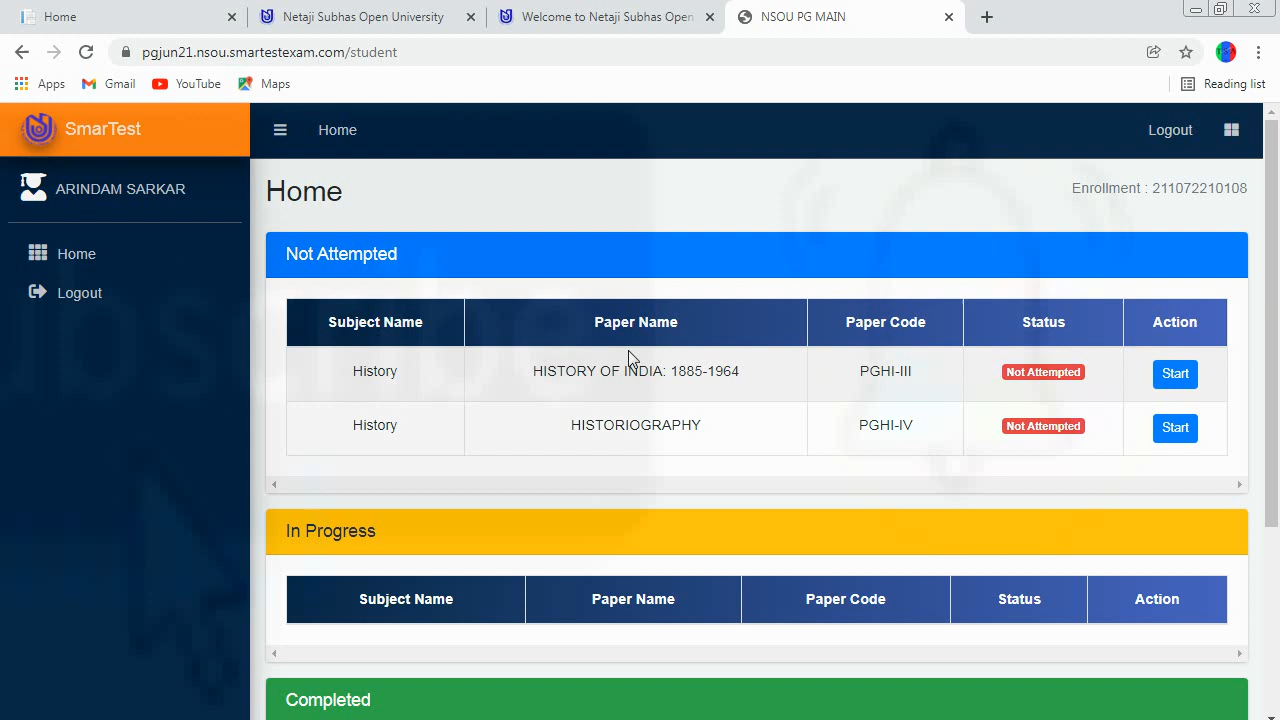 Home
Netaji Subhas Open University
Welcome to Netaji Subhas Open
NSOU PG MAIN
pgjun21.nsou.smartestexam.com/student
Apps Gmail YouTube Maps Reading list
SmarTest
Home Logout
ARINDAM SARKAR
Home
Logout
Home
Enrollment : 211072210108
Not Attempted
Subject Name Paper Name Paper Code Status Action
History HISTORY OF INDIA: 1885-1964 PGHI-III Not Attempted Start
History HISTORIOGRAPHY PGHI-IV Not Attempted Start
In Progress
Subject Name Paper Name Paper Code Status Action
Completed